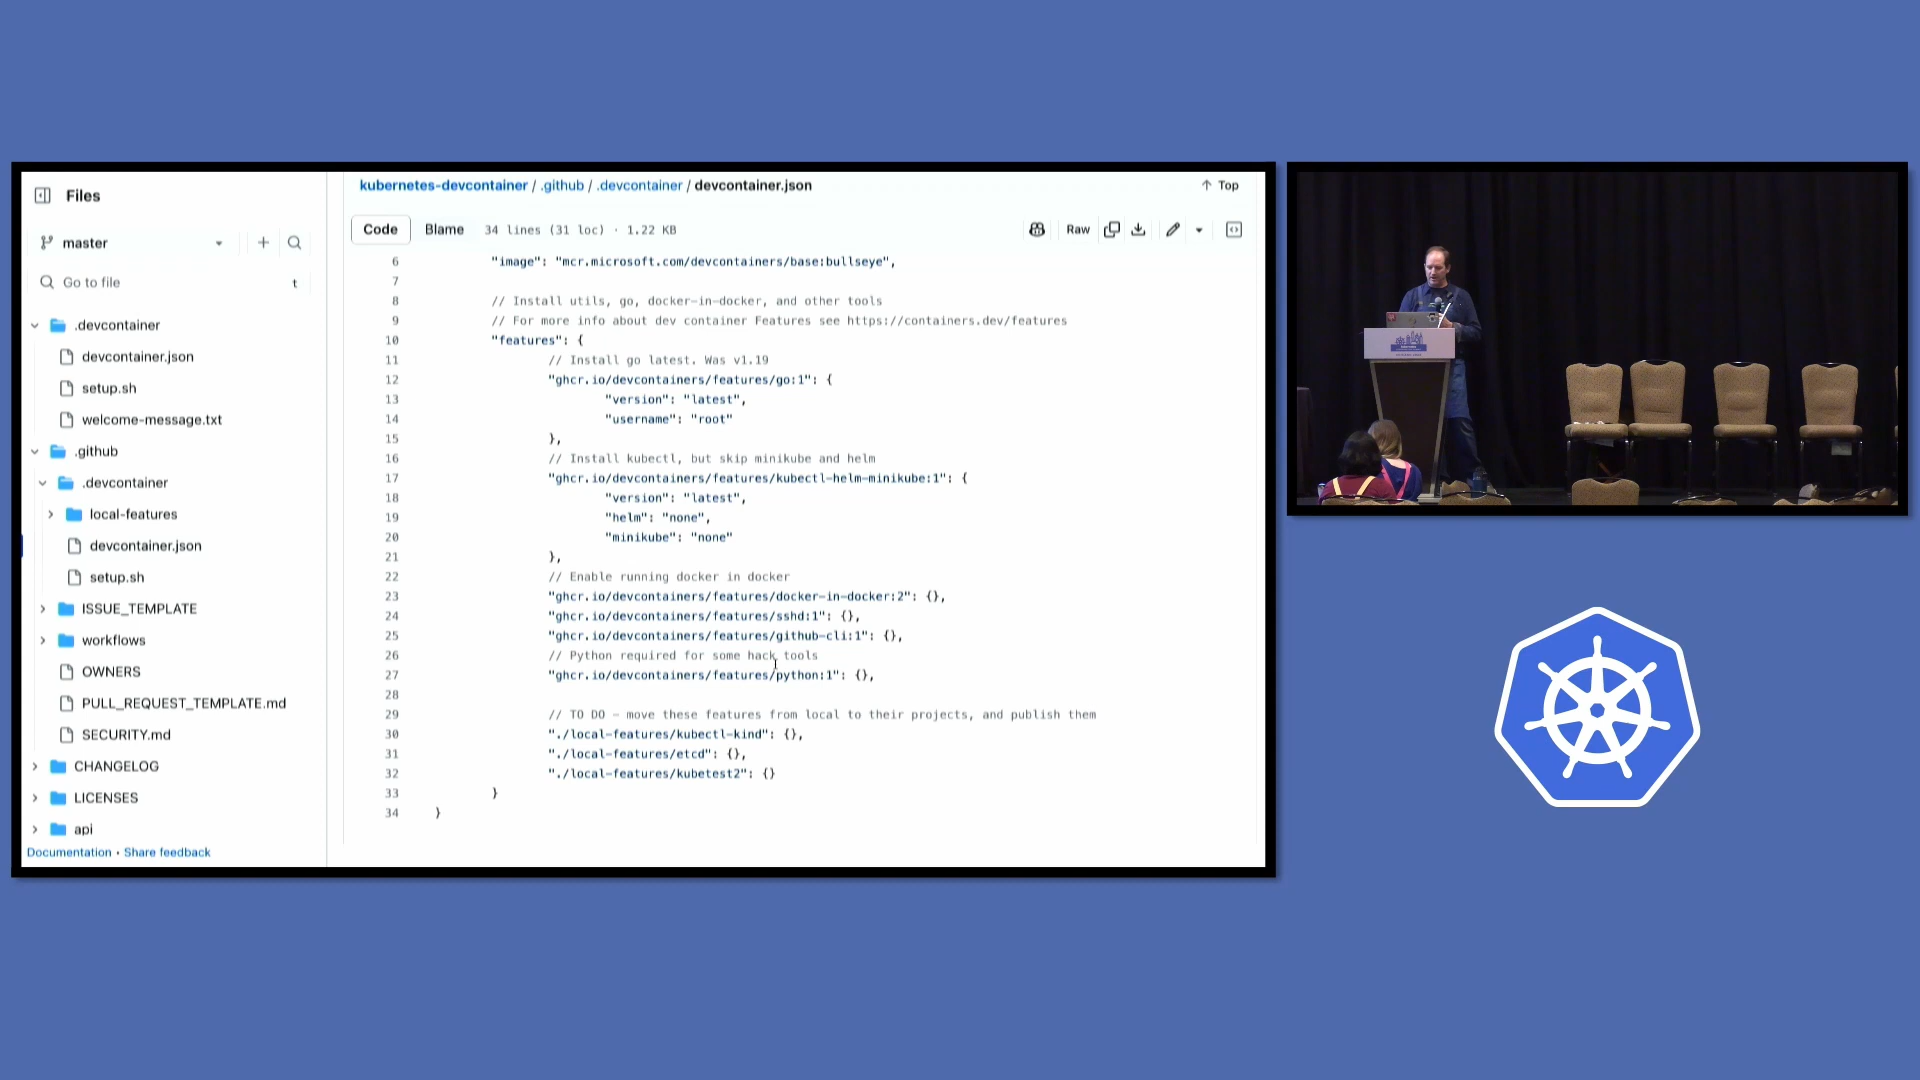 Files
master
Go to file
t
.devcontainer
devcontainer.json
setup.sh
welcome-message.txt
.github
.devcontainer
local-features
devcontainer.json
setup.sh
ISSUE_TEMPLATE
workflows
OWNERS
PULL_REQUEST_TEMPLATE.md
SECURITY.md
CHANGELOG
LICENSES
api
Documentation • Share feedback
kubernetes-devcontainer / .github / .devcontainer / devcontainer.json
Top
Code
Blame
34 lines (31 loc) · 1.22 KB
Raw
6 "image": "mcr.microsoft.com/devcontainers/base:bullseye",
7
8 // Install utils, go, docker-in-docker, and other tools
9 // For more info about dev container Features see https://containers.dev/features
10 "features": {
11 // Install go latest. Was v1.19
12 "ghcr.io/devcontainers/features/go:1": {
13 "version": "latest",
14 "username": "root"
15 },
16 // Install kubectl, but skip minikube and helm
17 "ghcr.io/devcontainers/features/kubectl-helm-minikube:1": {
18 "version": "latest",
19 "helm": "none",
20 "minikube": "none"
21 },
22 // Enable running docker in docker
23 "ghcr.io/devcontainers/features/docker-in-docker:2": {},
24 "ghcr.io/devcontainers/features/sshd:1": {},
25 "ghcr.io/devcontainers/features/github-cli:1": {},
26 // Python required for some hack tools
27 "ghcr.io/devcontainers/features/python:1": {},
28
29 // TO DO – move these features from local to their projects, and publish them
30 "./local-features/kubectl-kind": {},
31 "./local-features/etcd": {},
32 "./local-features/kubetest2": {}
33 }
34 }